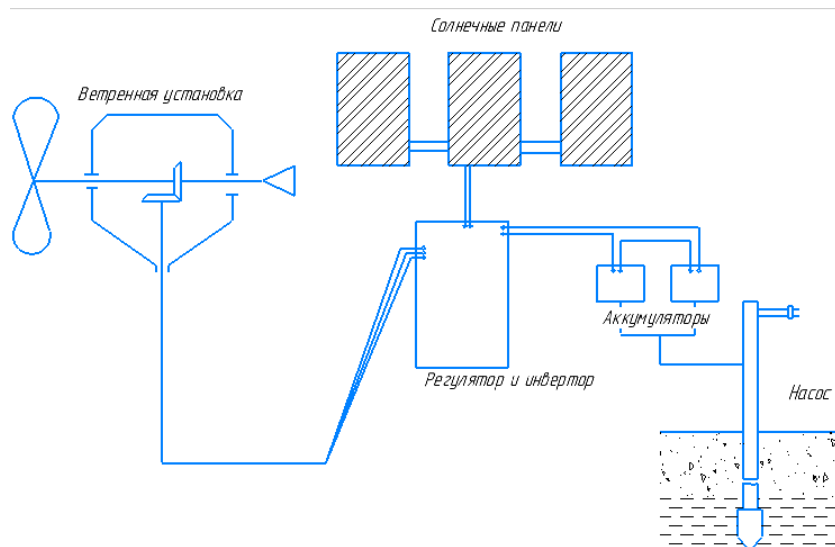 Солнечные панели
Ветренная установка
Аккумуляторы
Регулятор и инвертор
Насос